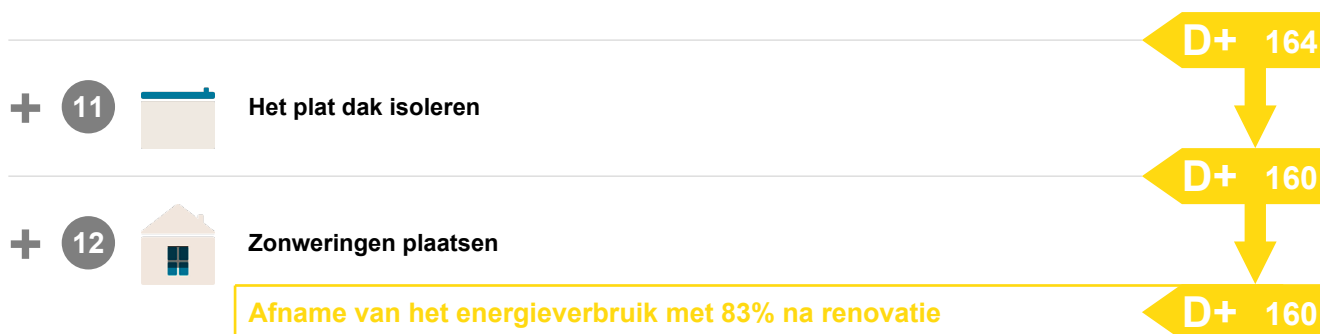 D+ 164
+ 11 Het plat dak isoleren
D+ 160
+ 12 Zonweringen plaatsen
Afname van het energieverbruik met 83% na renovatie D+ 160